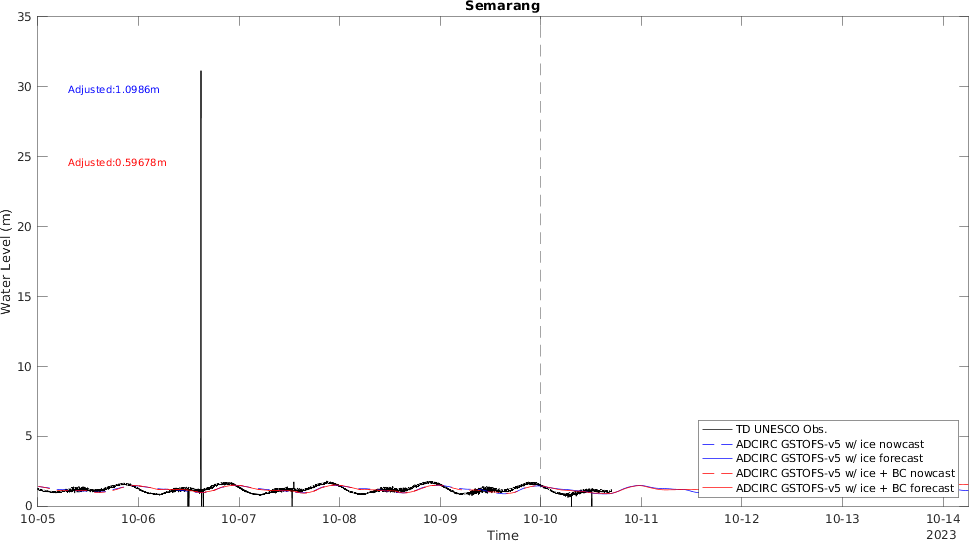 Semarang
35
30
25
20
15
10
5
0
Water Level (m)
Adjusted:1.0986m
Adjusted:0.59678m
TD UNESCO Obs.
ADCIRC GSTOFS-v5 w/ ice nowcast
ADCIRC GSTOFS-v5 w/ ice forecast
ADCIRC GSTOFS-v5 w/ ice + BC nowcast
ADCIRC GSTOFS-v5 w/ ice + BC forecast
10-05 10-06 10-07 10-08 10-09 10-10 10-11 10-12 10-13 10-14
2023
Time